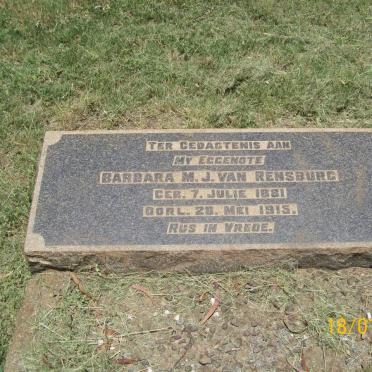 TER GEDACHTENIS AAN
MY EGGENOTE
BARBARA M.J. VAN RENSBURG
GEB. 7. JULIE 1881
OORL. 29. MEI 1915.
RUS IN VREDE.
18/0